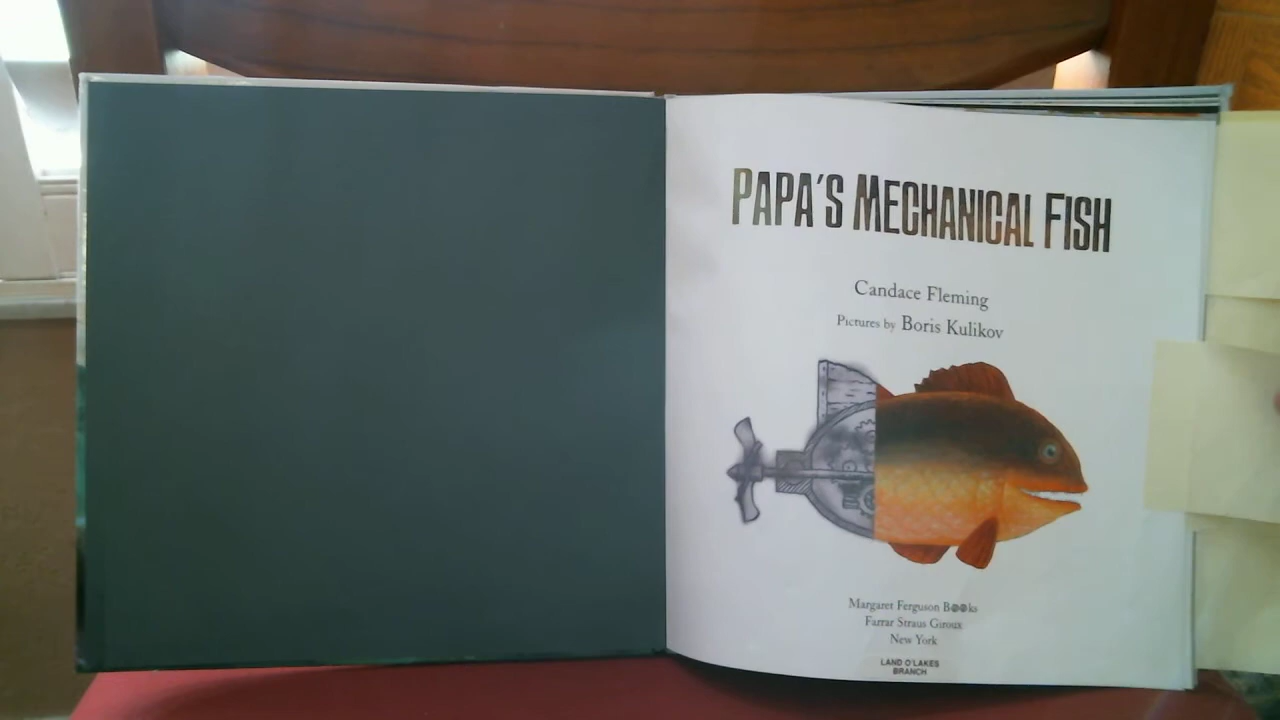 PAPA'S MECHANICAL FISH
Candace Fleming
Pictures by Boris Kulikov
Margaret Ferguson Books
Farrar Straus Giroux
New York
LAND O'LAKES
BRANCH